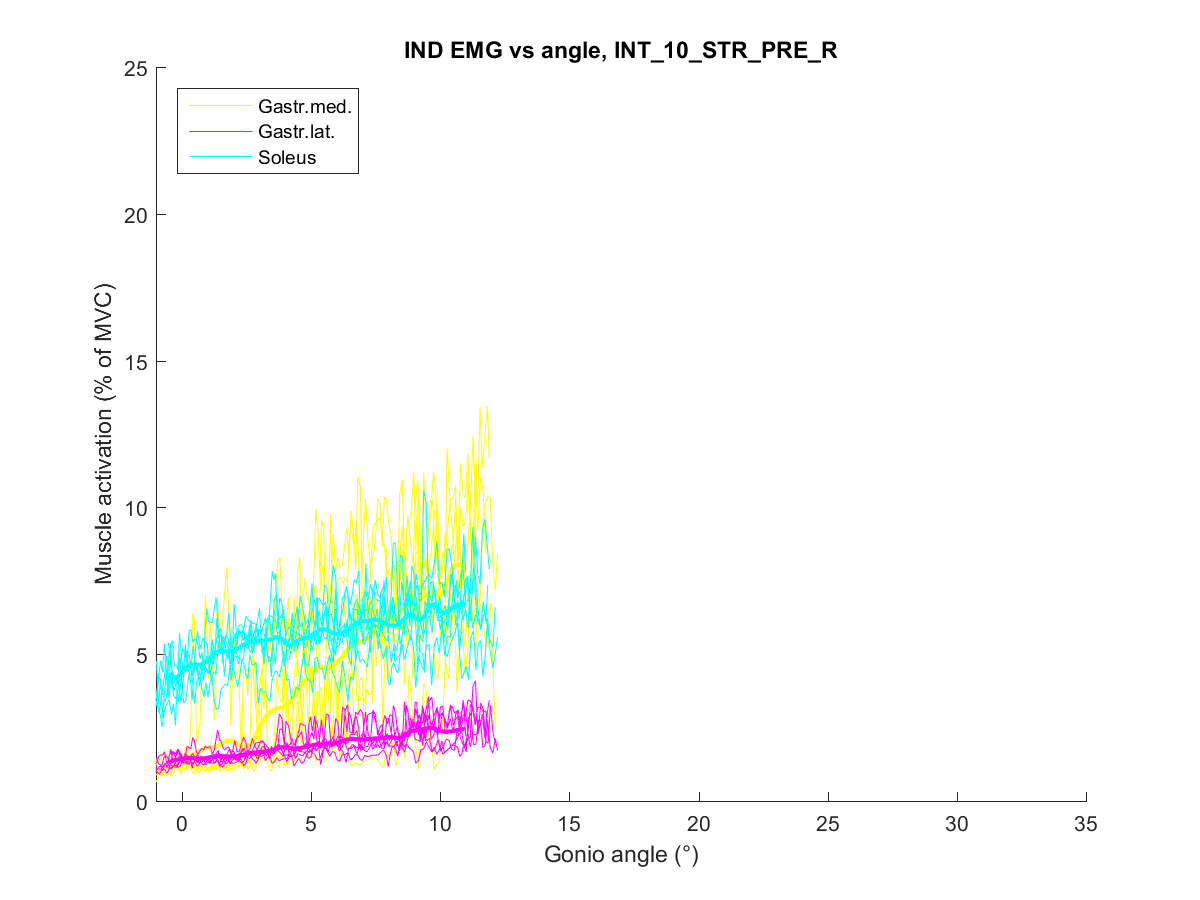 IND EMG vs angle, INT_10_STR_PRE_R
25
20
15
10
5
0
Muscle activation (% of MVC)
Gastr.med.
Gastr.lat.
Soleus
0 5 10 15 20 25 30 35
Gonio angle (°)